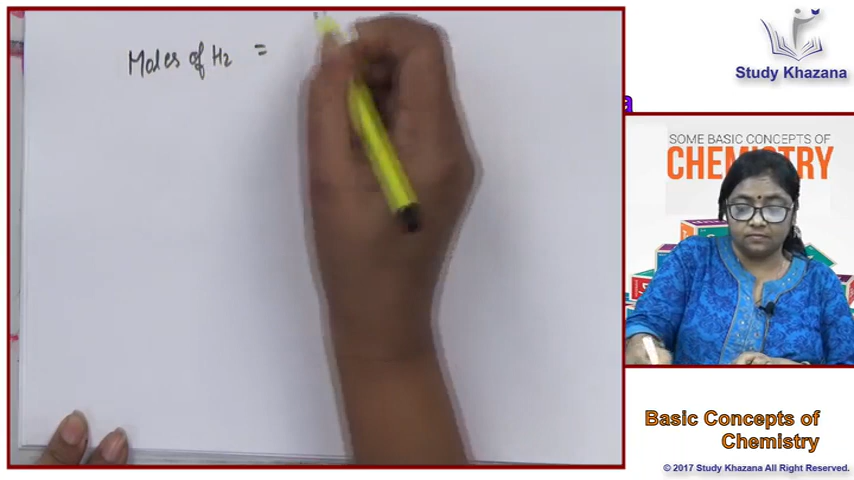 Moles of H2 =
Study Khazana
a
SOME BASIC CONCEPTS OF
CHEMISTRY
Basic Concepts of
Chemistry
© 2017 Study Khazana All Right Reserved.